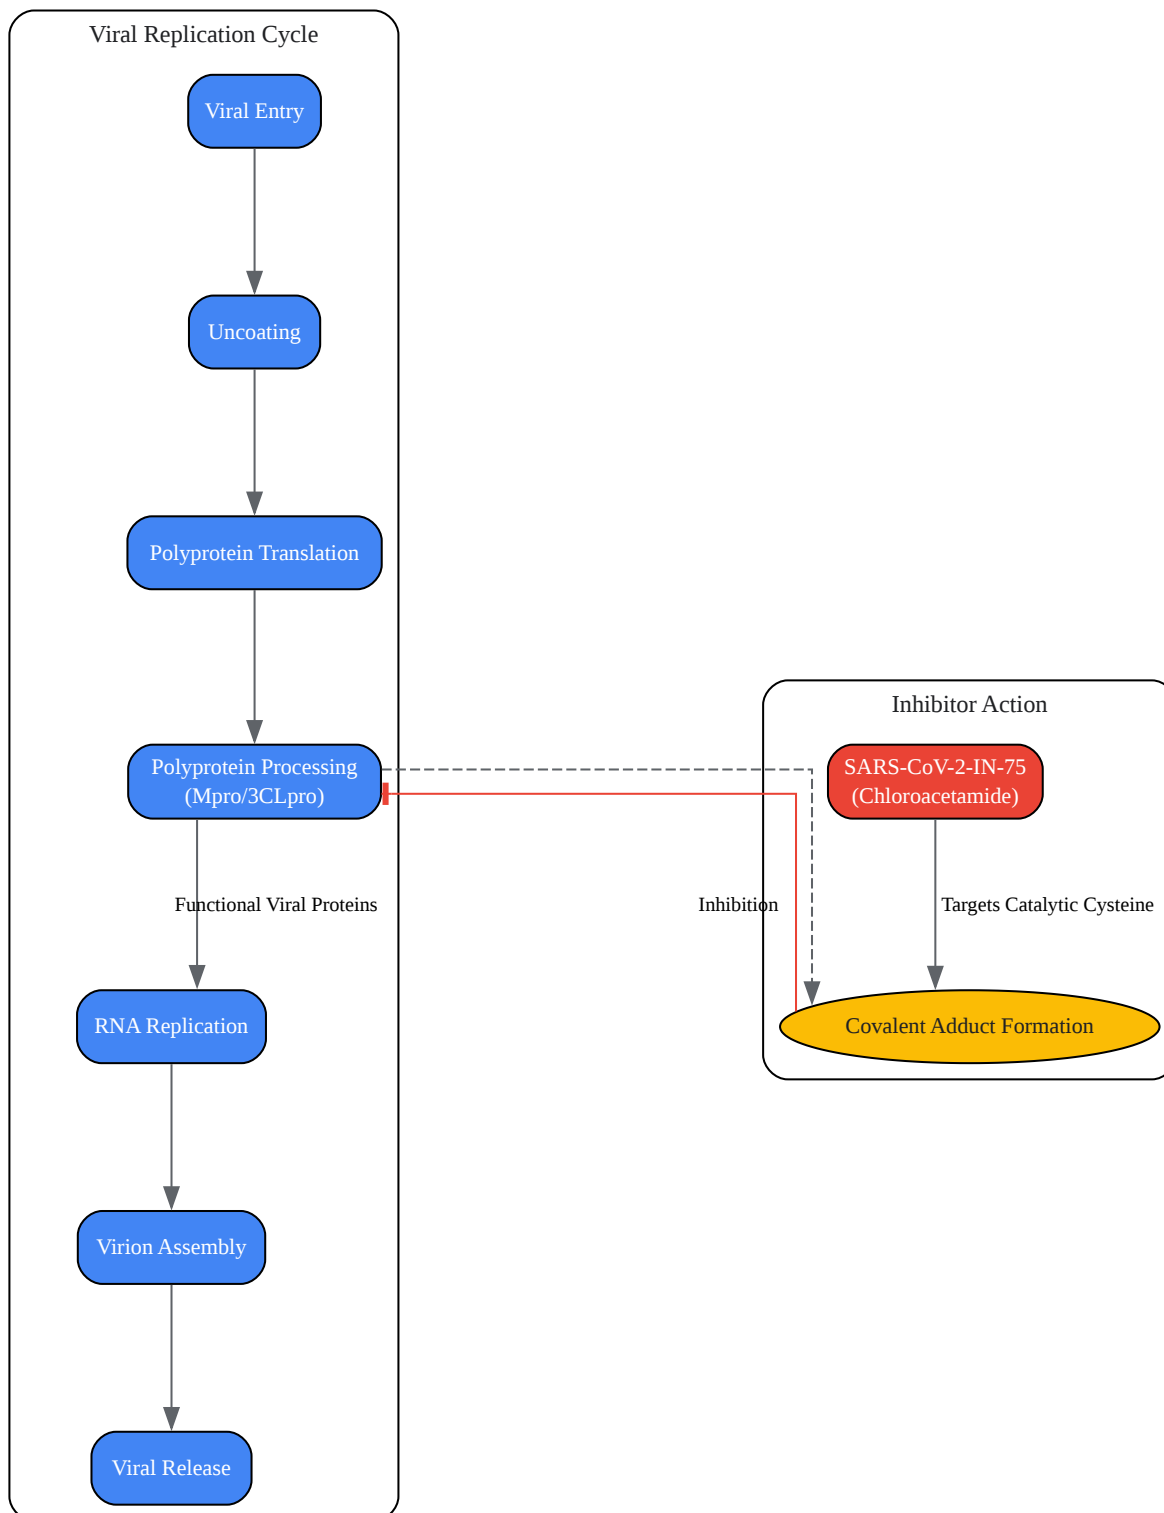 Viral Replication Cycle
Viral Entry
Uncoating
Polyprotein Translation
Polyprotein Processing
(Mpro/3CLpro)
Functional Viral Proteins
RNA Replication
Virion Assembly
Viral Release
Inhibitor Action
SARS-CoV-2-IN-75
(Chloroacetamide)
Inhibition
Targets Catalytic Cysteine
Covalent Adduct Formation